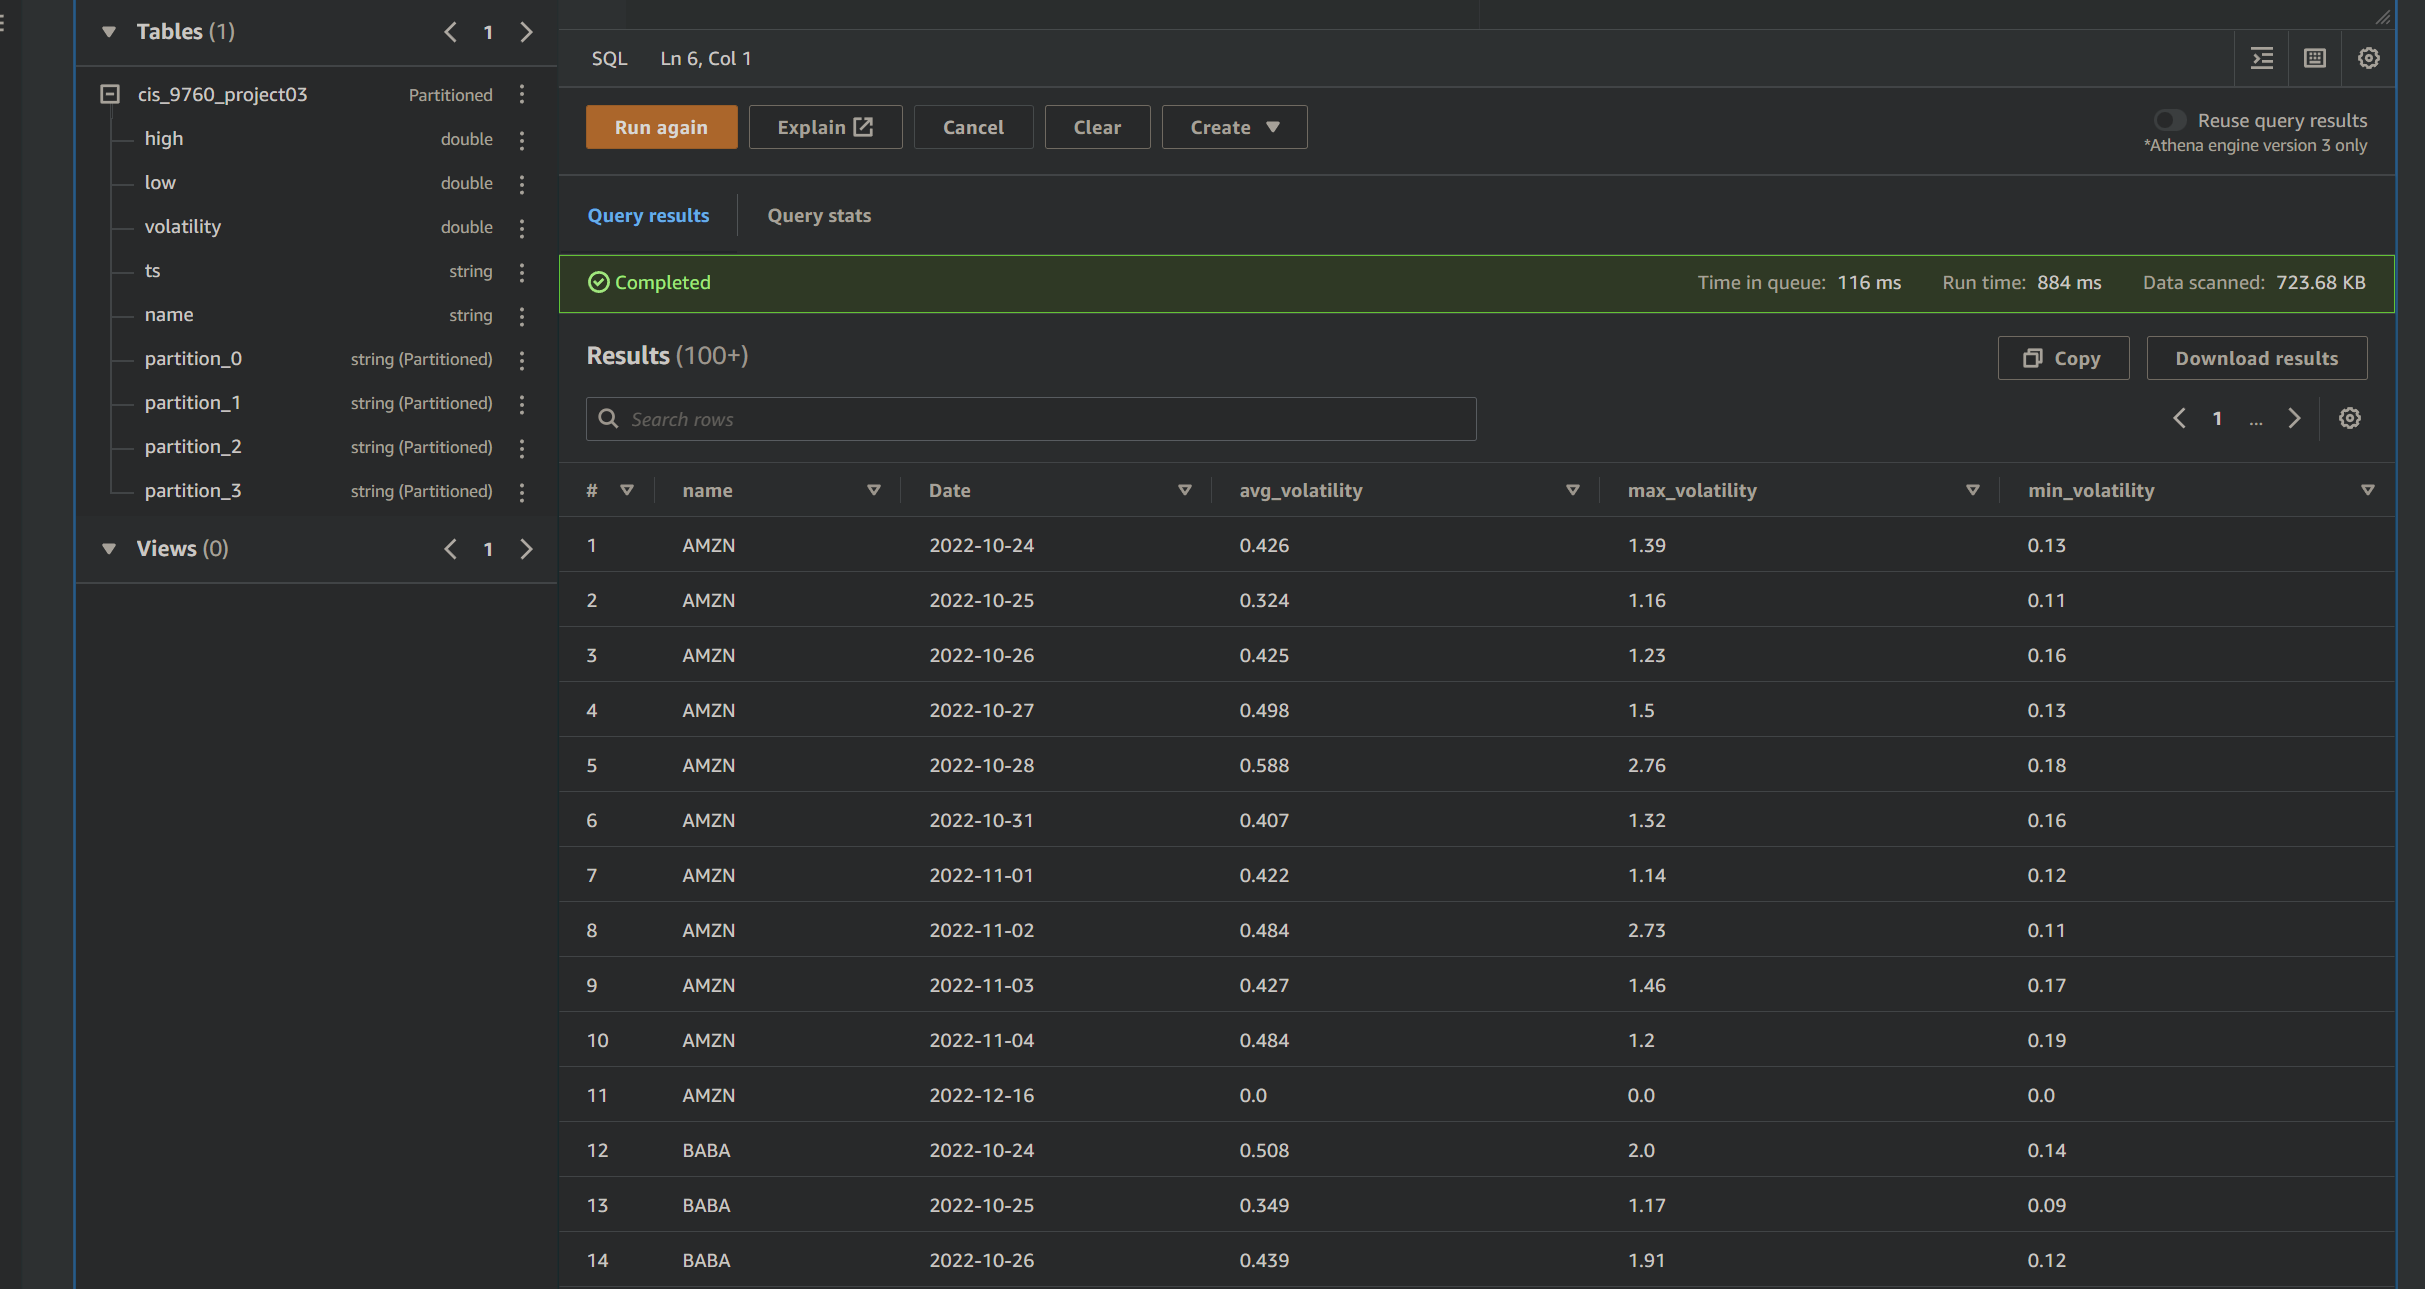 Tables (1) 1
cis_9760_project03 Partitioned
high double
low double
volatility double
ts string
name string
partition_0 string (Partitioned)
partition_1 string (Partitioned)
partition_2 string (Partitioned)
partition_3 string (Partitioned)
Views (0) 1
SQL Ln 6, Col 1
Run again Explain Cancel Clear Create
Reuse query results
*Athena engine version 3 only
Query results Query stats
Completed Time in queue: 116 ms Run time: 884 ms Data scanned: 723.68 KB
Results (100+) Copy Download results
Search rows 1 ...
# name Date avg_volatility max_volatility min_volatility
1 AMZN 2022-10-24 0.426 1.39 0.13
2 AMZN 2022-10-25 0.324 1.16 0.11
3 AMZN 2022-10-26 0.425 1.23 0.16
4 AMZN 2022-10-27 0.498 1.5 0.13
5 AMZN 2022-10-28 0.588 2.76 0.18
6 AMZN 2022-10-31 0.407 1.32 0.16
7 AMZN 2022-11-01 0.422 1.14 0.12
8 AMZN 2022-11-02 0.484 2.73 0.11
9 AMZN 2022-11-03 0.427 1.46 0.17
10 AMZN 2022-11-04 0.484 1.2 0.19
11 AMZN 2022-12-16 0.0 0.0 0.0
12 BABA 2022-10-24 0.508 2.0 0.14
13 BABA 2022-10-25 0.349 1.17 0.09
14 BABA 2022-10-26 0.439 1.91 0.12